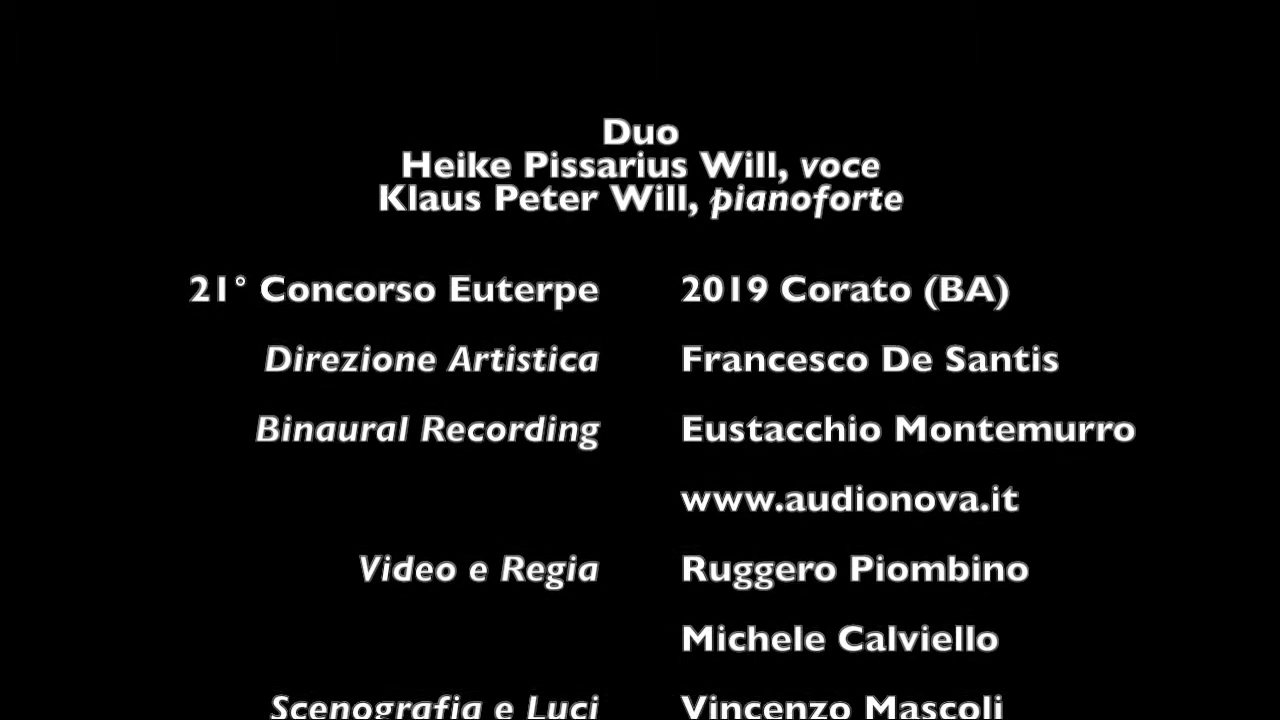 Duo
Heike Pissarius Will, voce
Klaus Peter Will, pianoforte
21° Concorso Euterpe 2019 Corato (BA)
Direzione Artistica Francesco De Santis
Binaural Recording Eustacchio Montemurro
www.audionova.it
Video e Regia Ruggero Piombino
Michele Calviello
Scenografia e Luci Vincenzo Mascoli